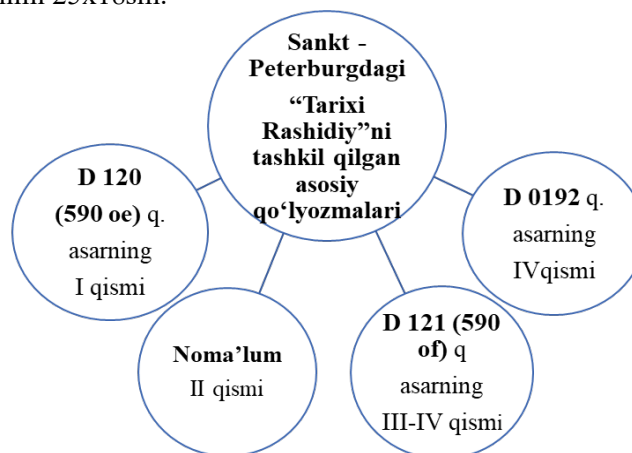 25x16sm.
Sankt -
Peterburgdagi
“Tarixi
Rashidiy”ni
tashkil qilgan
asosiy
qo‘lyozmalari
D 120
(590 oe) q.
asarning
I qismi
Noma’lum
II qismi
D 121 (590
of) q
asarning
III-IV qismi
D 0192 q.
asarning
IVqismi